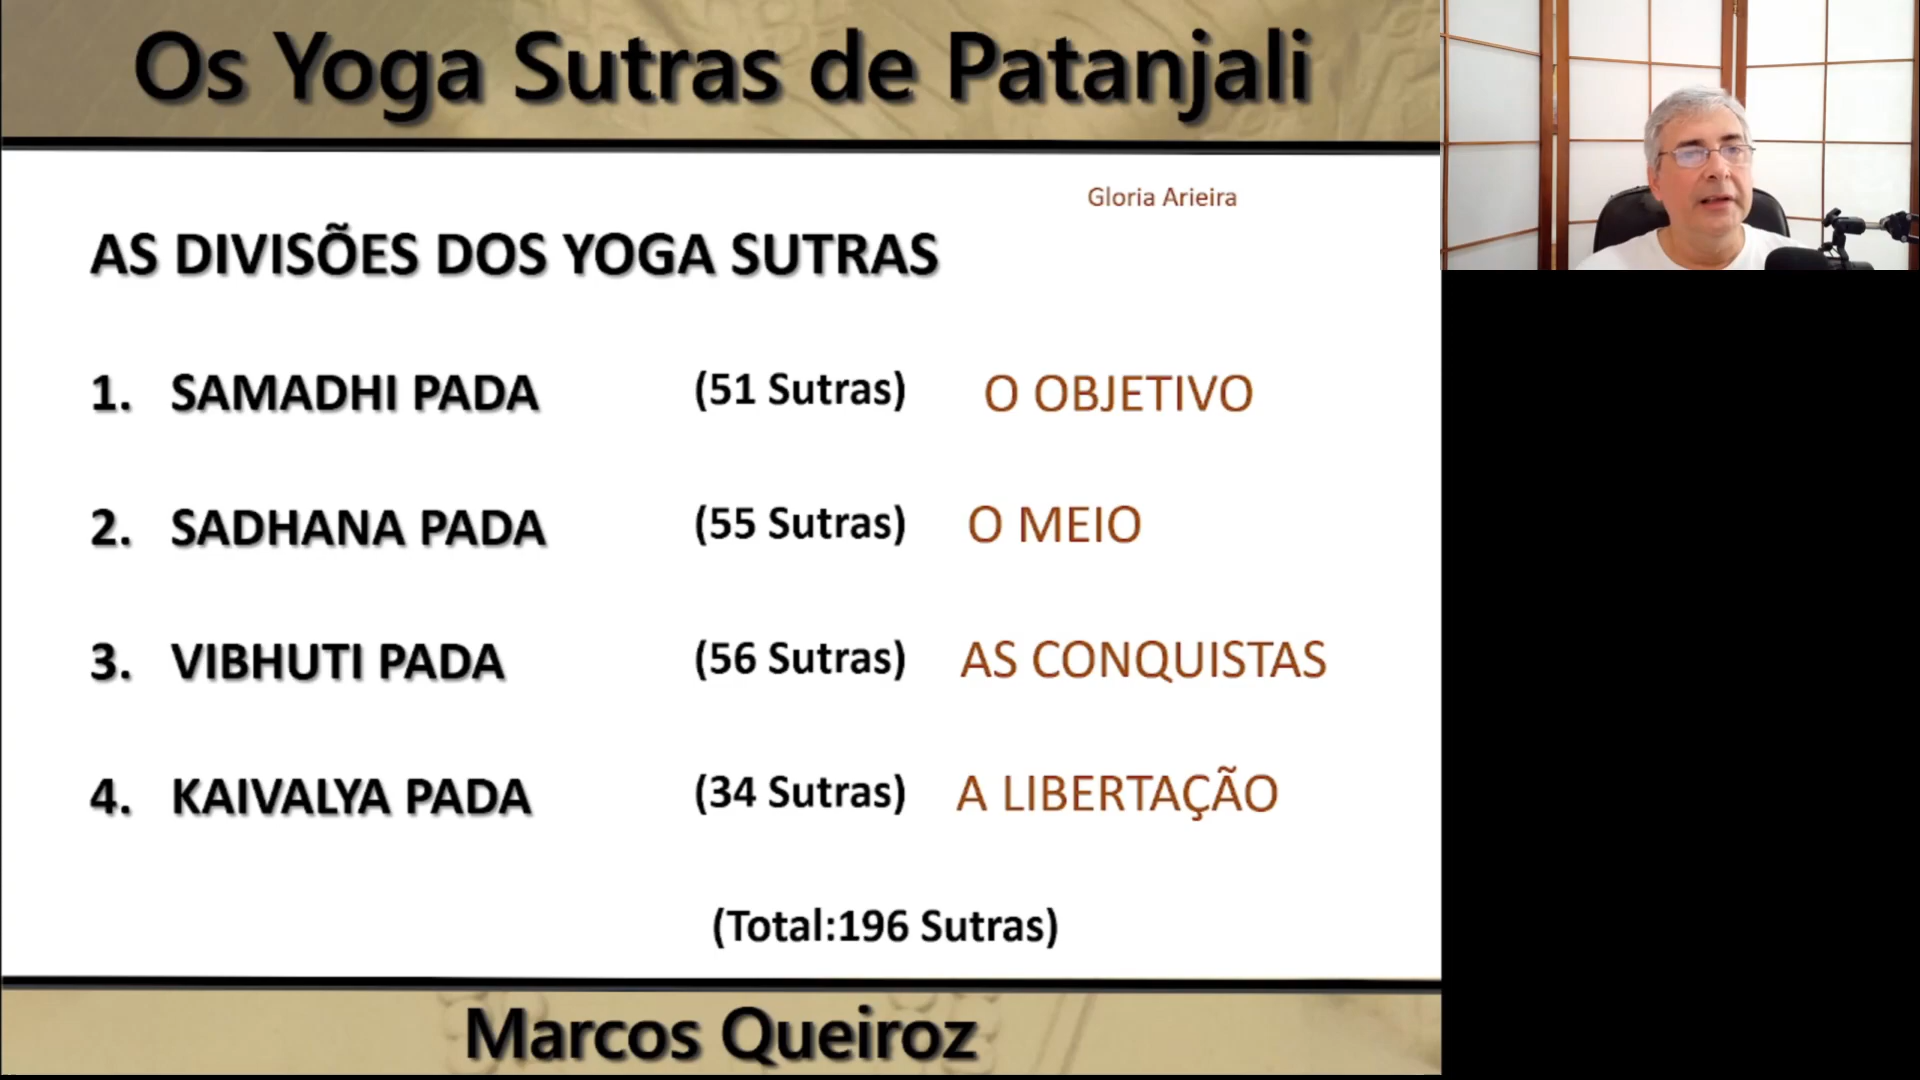 Os Yoga Sutras de Patanjali
Gloria Arieira
AS DIVISÕES DOS YOGA SUTRAS
1. SAMADHI PADA (51 Sutras) O OBJETIVO
2. SADHANA PADA (55 Sutras) O MEIO
3. VIBHUTI PADA (56 Sutras) AS CONQUISTAS
4. KAIVALYA PADA (34 Sutras) A LIBERTAÇÃO
(Total:196 Sutras)
Marcos Queiroz